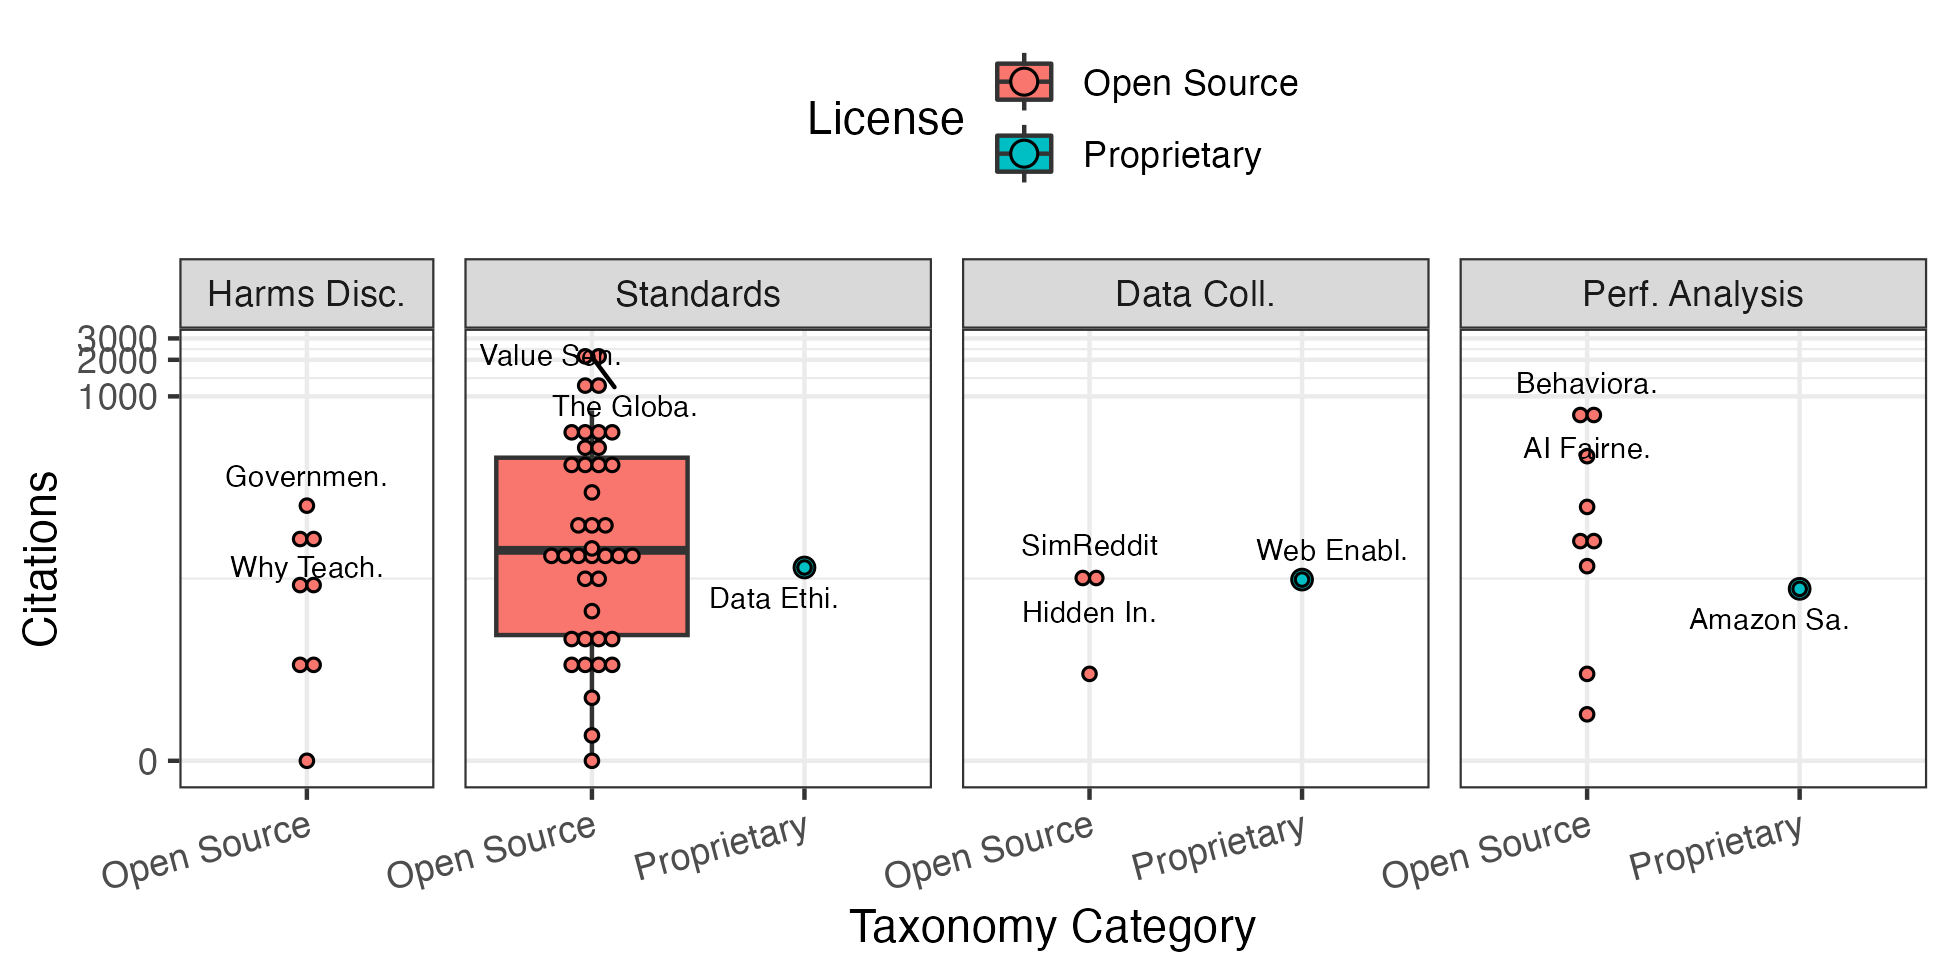 License
Open Source
Proprietary
Harms Disc.
Standards
Data Coll.
Perf. Analysis
Citations
3000
2000
1000
0
Governmen.
Why Teach.
Value Sen.
The Globa.
Data Ethi.
SimReddit
Hidden In.
Web Enabl.
Behaviora.
AI Fairne.
Amazon Sa.
Open Source
Open Source
Proprietary
Open Source
Proprietary
Open Source
Proprietary
Taxonomy Category